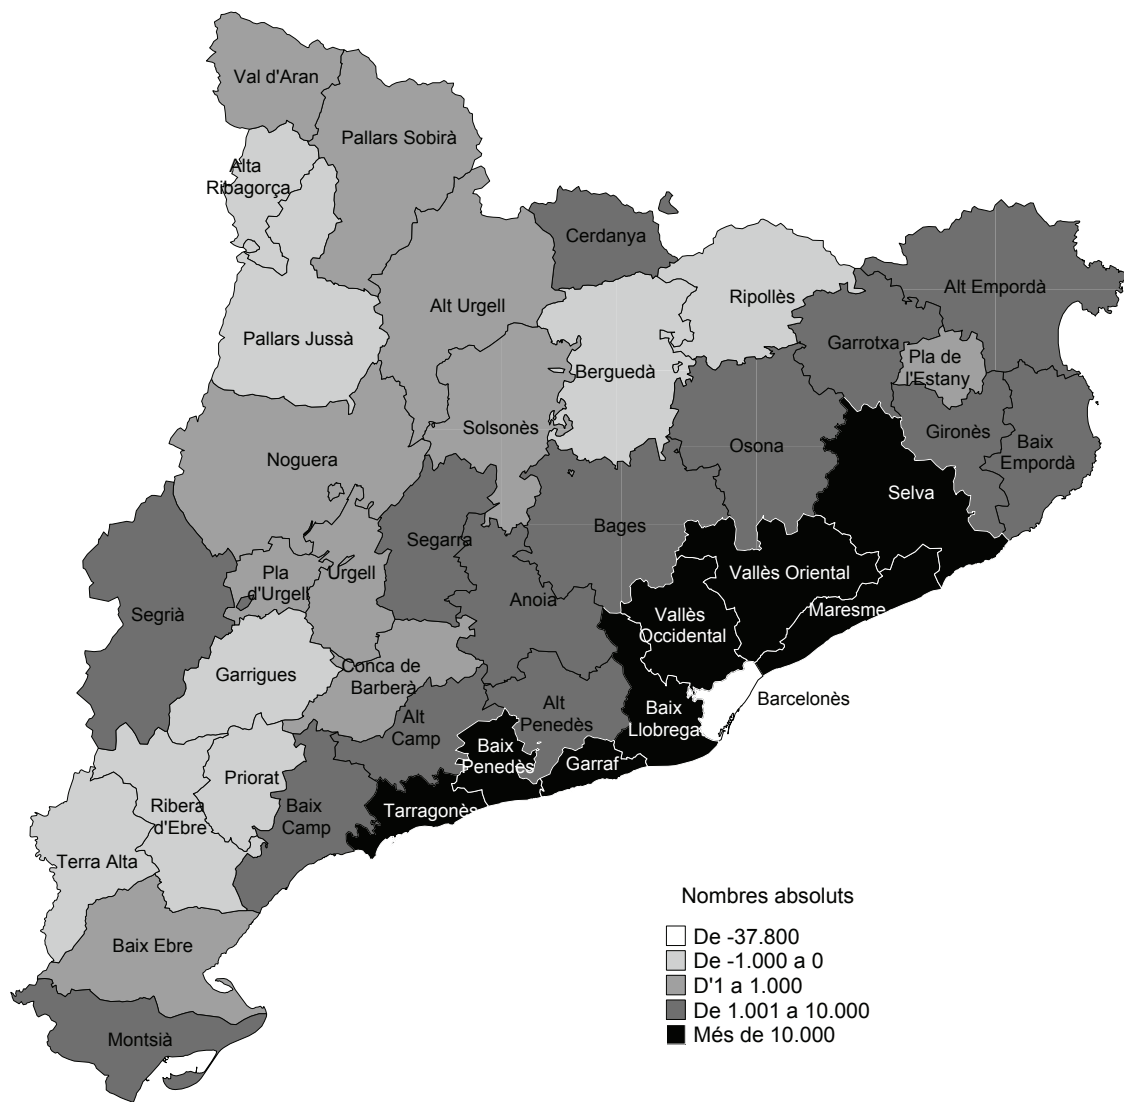 Val d'Aran
Pallars Sobirà
Alta
Ribagorça
Cerdanya
Alt Empordà
Ripollès
Alt Urgell
Pallars Jussà
Garrotxa
Pla de
l'Estany
Berguedà
Solsonès
Gironès
Baix
Empordà
Osona
Noguera
Selva
Bages
Segarra
Vallès Oriental
Pla
d'Urgell
Urgell
Anoia
Maresme
Segrià
Vallès
Occidental
Garrigues
Conca de
Barberà
Barcelonès
Alt
Penedès
Baix
Llobregat
Alt
Camp
Baix
Penedès
Garraf
Priorat
Ribera
d'Ebre
Baix
Camp
Tarragonès
Terra Alta
Baix Ebre
Montsià
Nombres absoluts
De -37.800
De -1.000 a 0
D'1 a 1.000
De 1.001 a 10.000
Més de 10.000